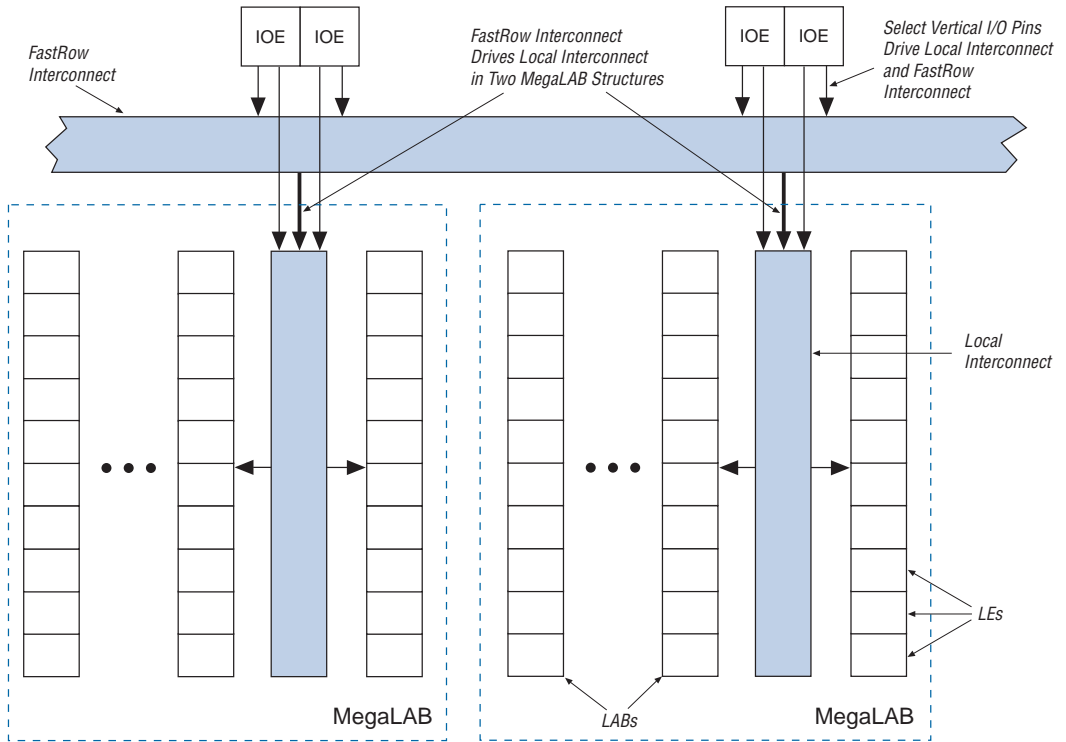 IOE IOE
FastRow Interconnect
Drives Local Interconnect
in Two MegaLAB Structures
IOE IOE
Select Vertical I/O Pins
Drive Local Interconnect
and FastRow
Interconnect
FastRow
Interconnect
Local
Interconnect
LEs
LABs
MegaLAB
MegaLAB